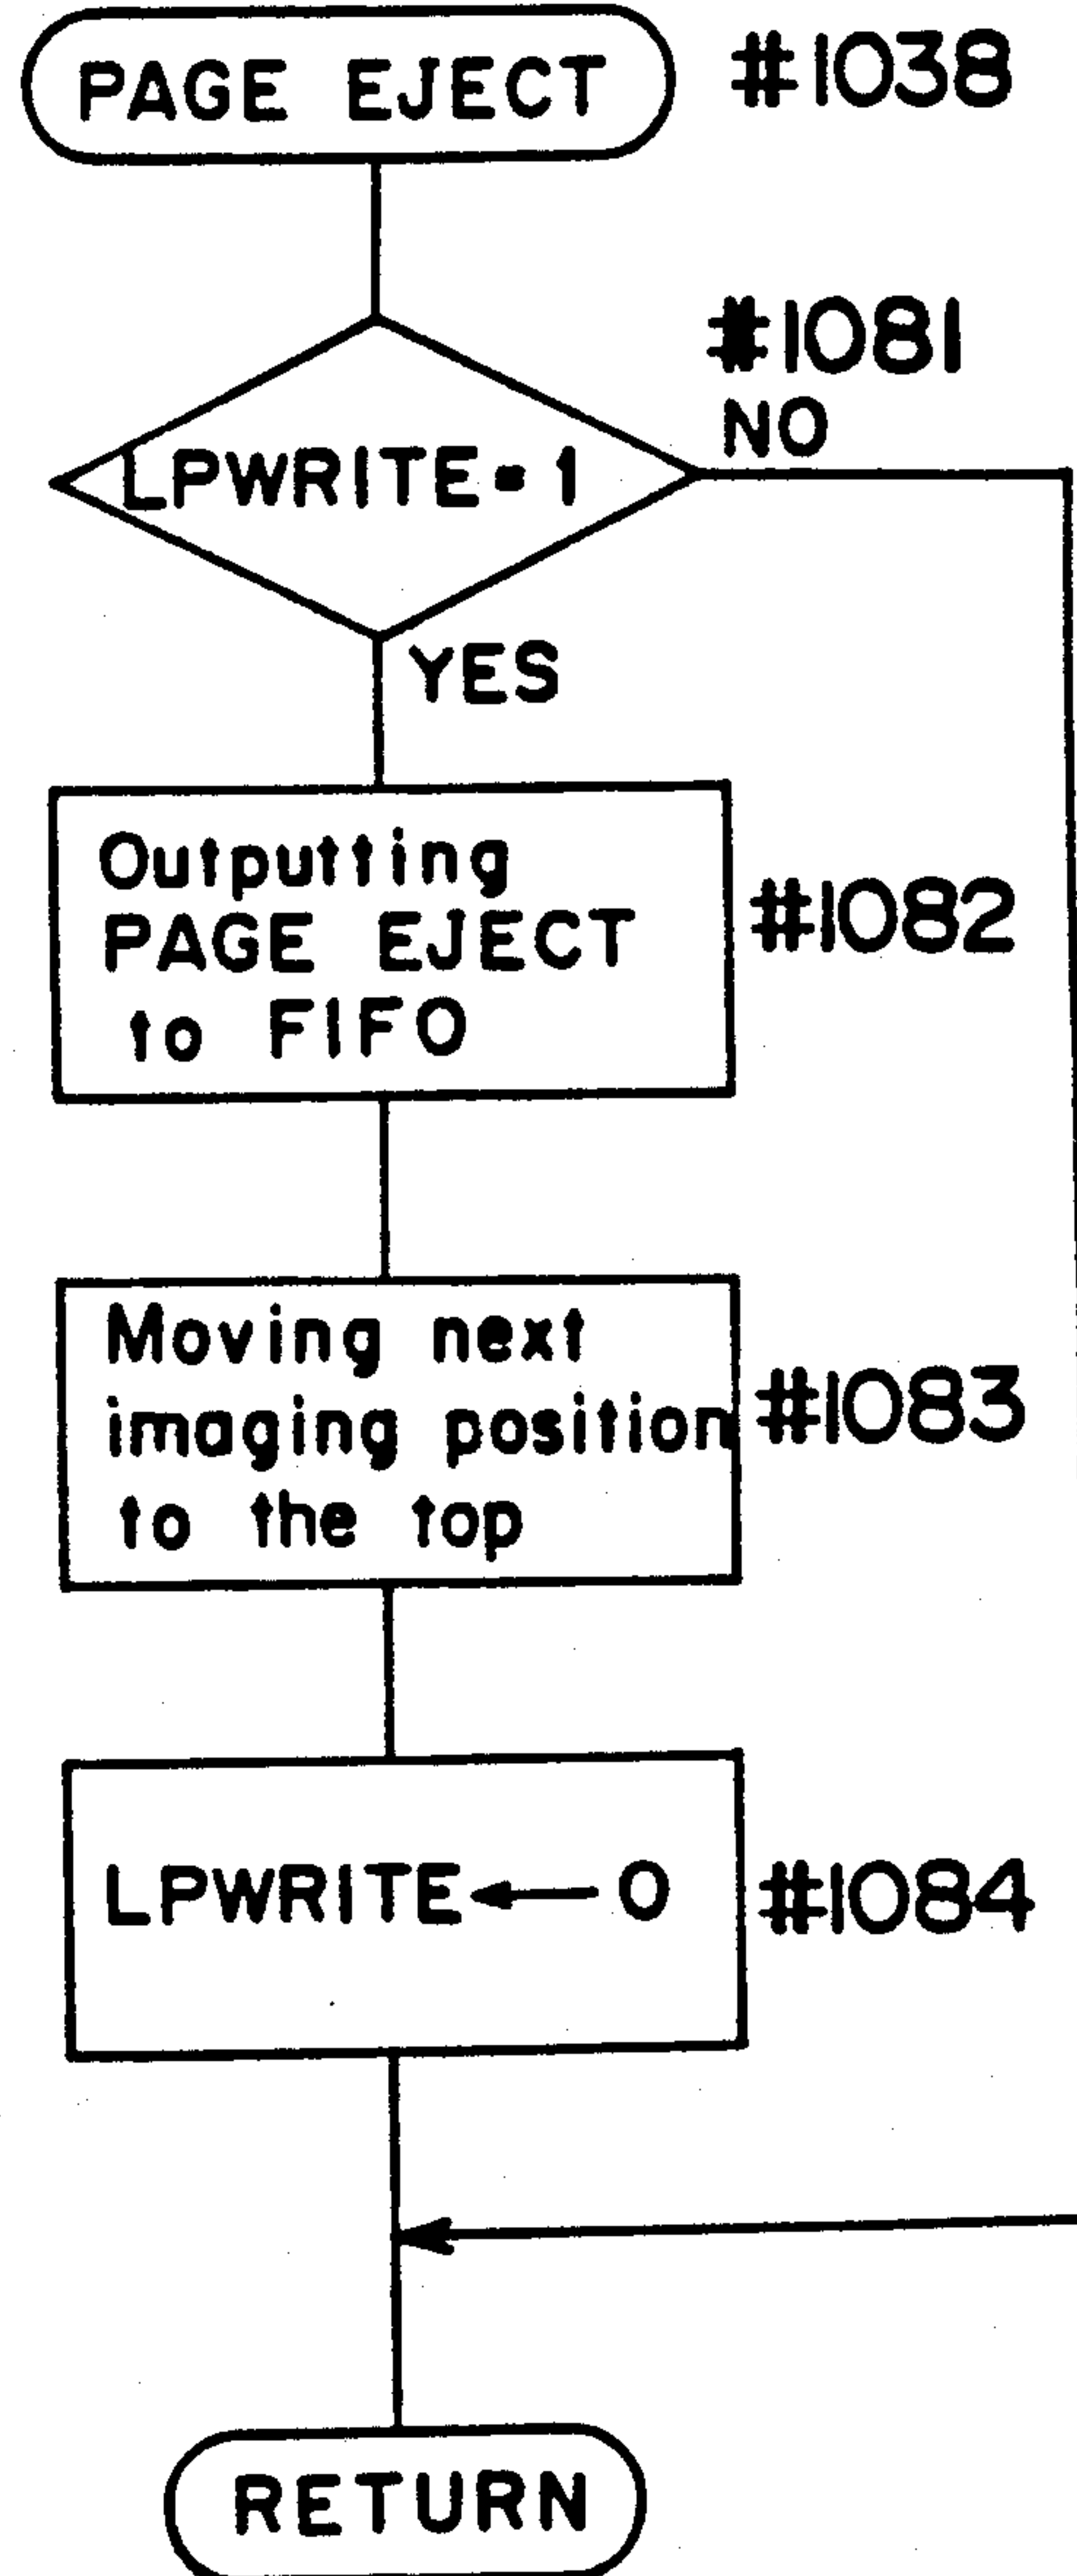 PAGE EJECT #1038
#1081
NO
LPWRITE = 1
YES
Outputting
PAGE EJECT #1082
to FIFO
Moving next
imaging position #1083
to the top
LPWRITE ← 0 #1084
RETURN